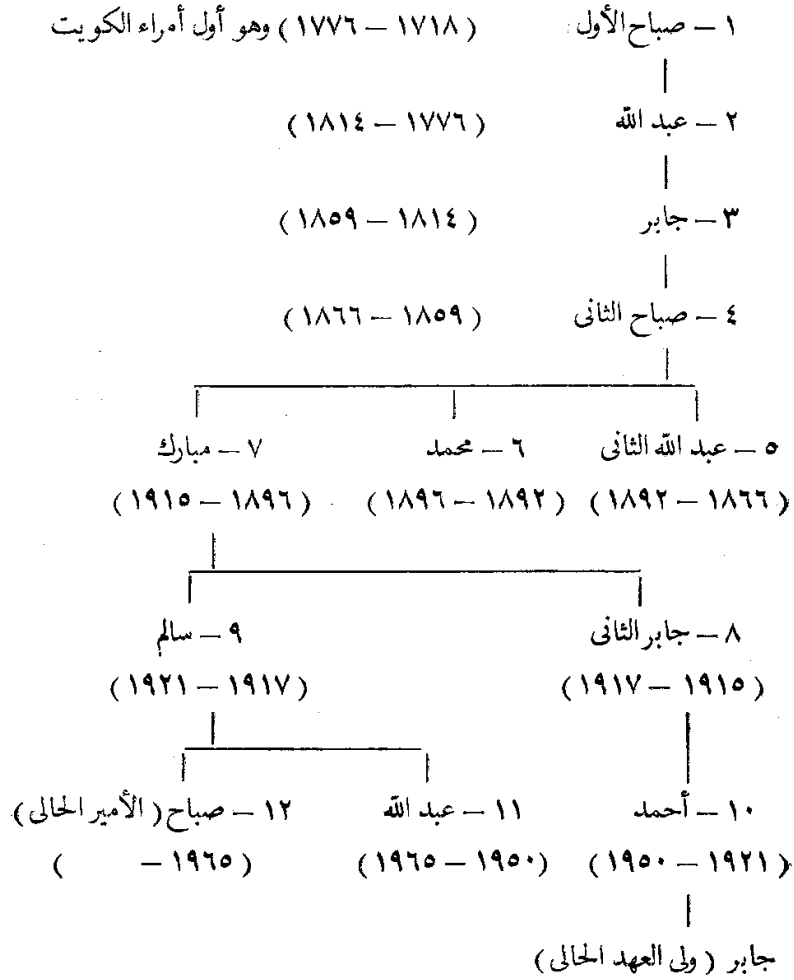 ١ – صباح الأول (١٧١٨ – ١٧٧٦) وهو أول أمراء الكويت
٢ – عبد الله (١٧٧٦ – ١٨١٤)
٣ – جابر (١٨١٤ – ١٨٥٩)
٤ – صباح الثانى (١٨٥٩ – ١٨٦٦)
٥ – عبد الله الثانى ٦ – محمد ٧ – مبارك
(١٨٦٦ – ١٨٩٢) (١٨٩٢ – ١٨٩٦) (١٨٩٦ – ١٩١٥)
٨ – جابر الثانى ٩ – سالم
(١٩١٥ – ١٩١٧) (١٩١٧ – ١٩٢١)
١٠ – أحمد ١١ – عبد الله ١٢ – صباح (الأمير الحالى)
(١٩٢١ – ١٩٥٠) (١٩٥٠ – ١٩٦٥) (١٩٦٥ – )
جابر (ولى العهد الحالى)